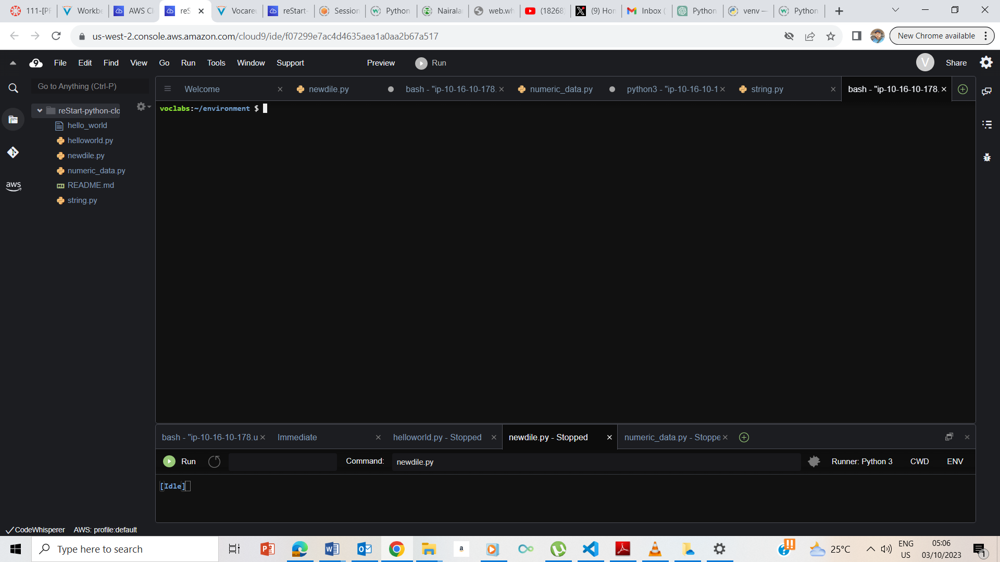 111-[PF
Workbe
AWS Cl
reS
Vocareu
reStart-
Session
Python
Nairalan
web.wh
(18268)
(9) Hon
Inbox (
Python
venv —
Python
us-west-2.console.aws.amazon.com/cloud9/ide/f07299e7ac4d4635aea1a0aa2b67a517
New Chrome available
9 File Edit Find View Go Run Tools Window Support Preview Run V Share
Go to Anything (Ctrl-P)
Welcome
newdile.py
bash - "ip-10-16-10-178.
numeric_data.py
python3 - "ip-10-16-10-1
string.py
bash - "ip-10-16-10-178.
voclabs:~/environment $
reStart-python-clo
hello_world
helloworld.py
newdile.py
numeric_data.py
README.md
string.py
aws
bash - "ip-10-16-10-178.u
Immediate
helloworld.py - Stopped
newdile.py - Stopped
numeric_data.py - Stoppe
Run
Command:
newdile.py
Runner: Python 3
CWD
ENV
[Idle]
CodeWhisperer AWS: profile:default
Type here to search
a
25°C
ENG
US
05:06
03/10/2023
1